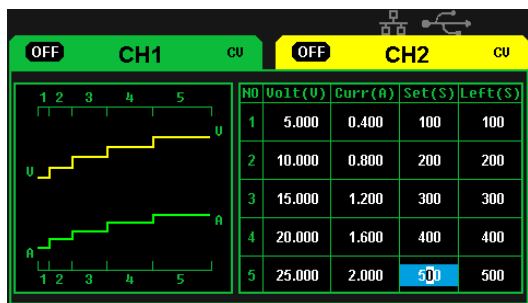 OFF CH1 CV OFF CH2 CV
1 2 3 4 5
V
V
A
A
1 2 3 4 5
NO Volt(V) Curr(A) Set(S) Left(S)
1 5.000 0.400 100 100
2 10.000 0.800 200 200
3 15.000 1.200 300 300
4 20.000 1.600 400 400
5 25.000 2.000 500 500